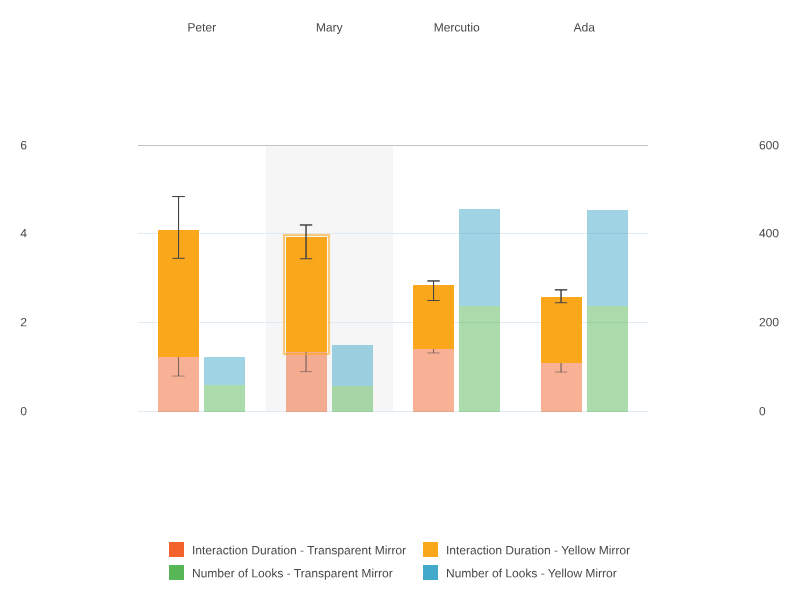 Peter Mary Mercutio Ada
6 600
4 400
2 200
0 0
Interaction Duration - Transparent Mirror Interaction Duration - Yellow Mirror
Number of Looks - Transparent Mirror Number of Looks - Yellow Mirror